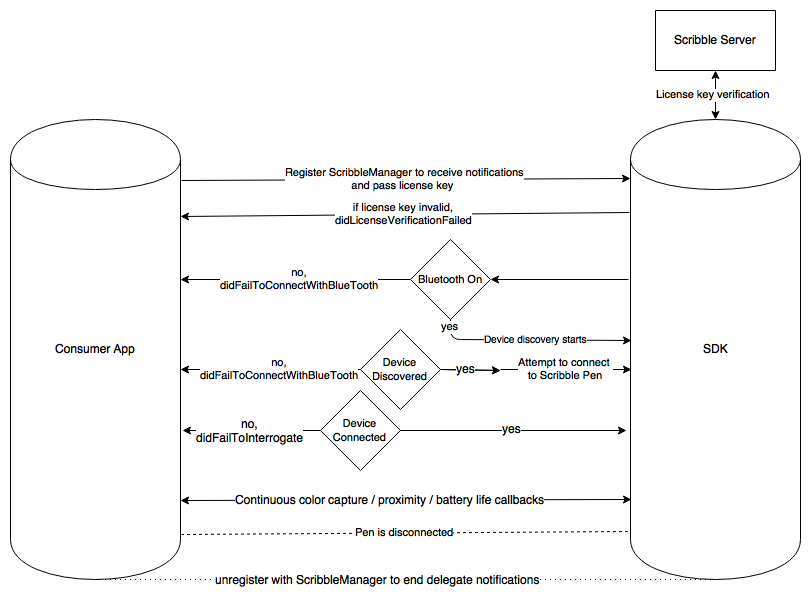 Scribble Server
License key verification
Register ScribbleManager to receive notifications
and pass license key
if license key invalid,
didLicenseVerificationFailed
no,
didFailToConnectWithBlueTooth
Bluetooth On
yes
Device discovery starts
Consumer App
SDK
no,
didFailToConnectWithBlueTooth
Device
Discovered
yes
Attempt to connect
to Scribble Pen
no,
didFailToInterrogate
Device
Connected
yes
Continuous color capture / proximity / battery life callbacks
Pen is disconnected
unregister with ScribbleManager to end delegate notifications